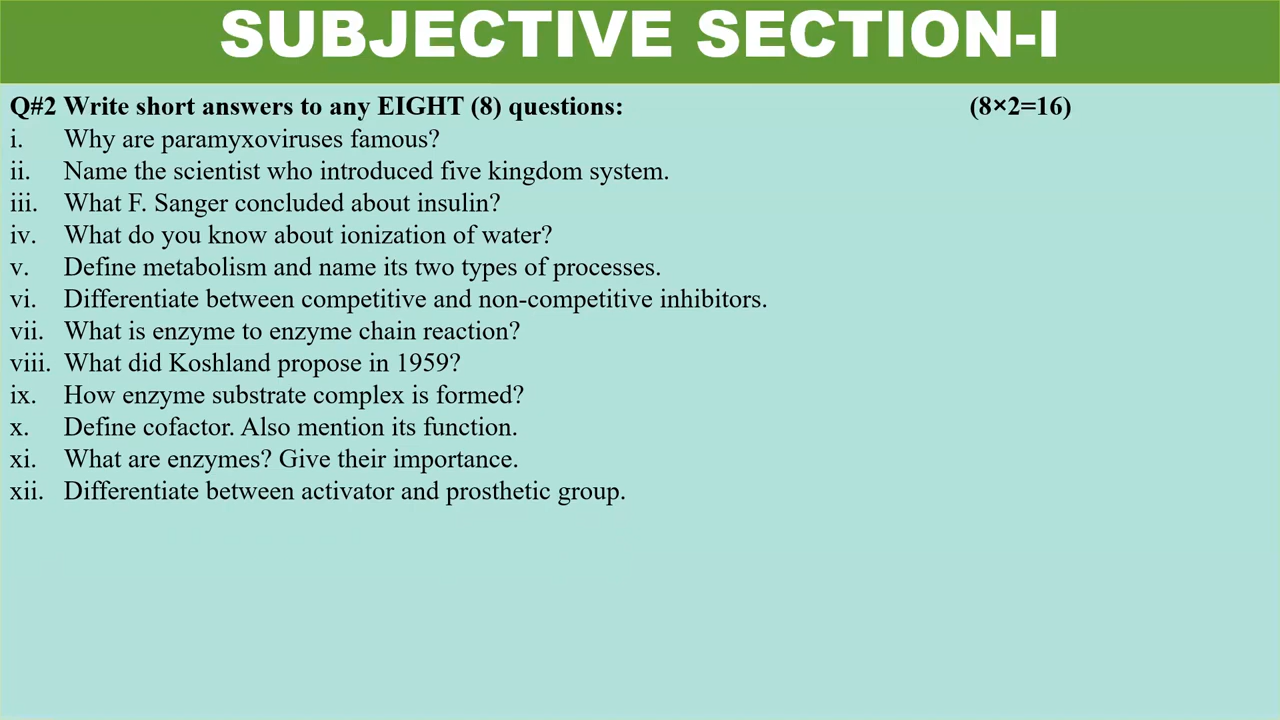 SUBJECTIVE SECTION-I
Q#2 Write short answers to any EIGHT (8) questions: (8×2=16)
i. Why are paramyxoviruses famous?
ii. Name the scientist who introduced five kingdom system.
iii. What F. Sanger concluded about insulin?
iv. What do you know about ionization of water?
v. Define metabolism and name its two types of processes.
vi. Differentiate between competitive and non-competitive inhibitors.
vii. What is enzyme to enzyme chain reaction?
viii. What did Koshland propose in 1959?
ix. How enzyme substrate complex is formed?
x. Define cofactor. Also mention its function.
xi. What are enzymes? Give their importance.
xii. Differentiate between activator and prosthetic group.